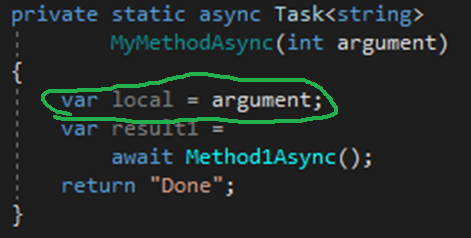 private static async Task<string>
MyMethodAsync(int argument)
{
var local = argument;
var result1 =
await Method1Async();
return "Done";
}